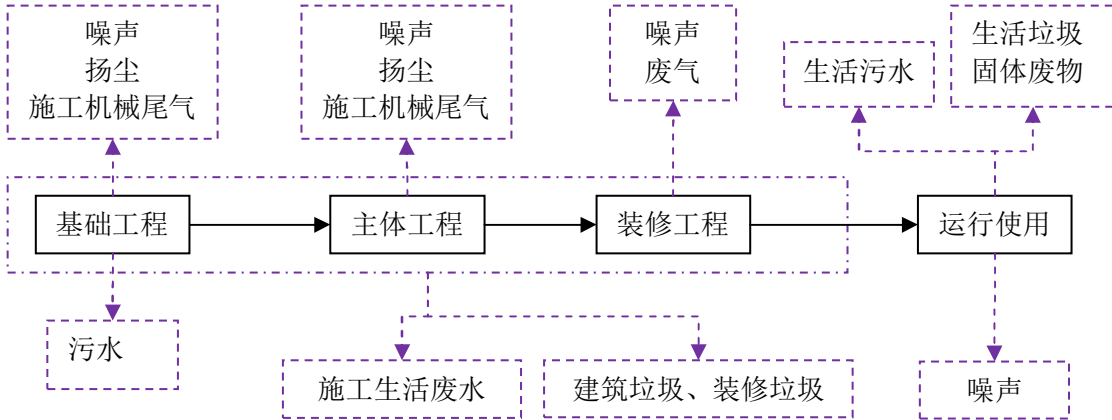 噪声
扬尘
施工机械尾气
噪声
扬尘
施工机械尾气
噪声
废气
生活污水
生活垃圾
固体废物
基础工程
主体工程
装修工程
运行使用
污水
施工生活废水
建筑垃圾、装修垃圾
噪声